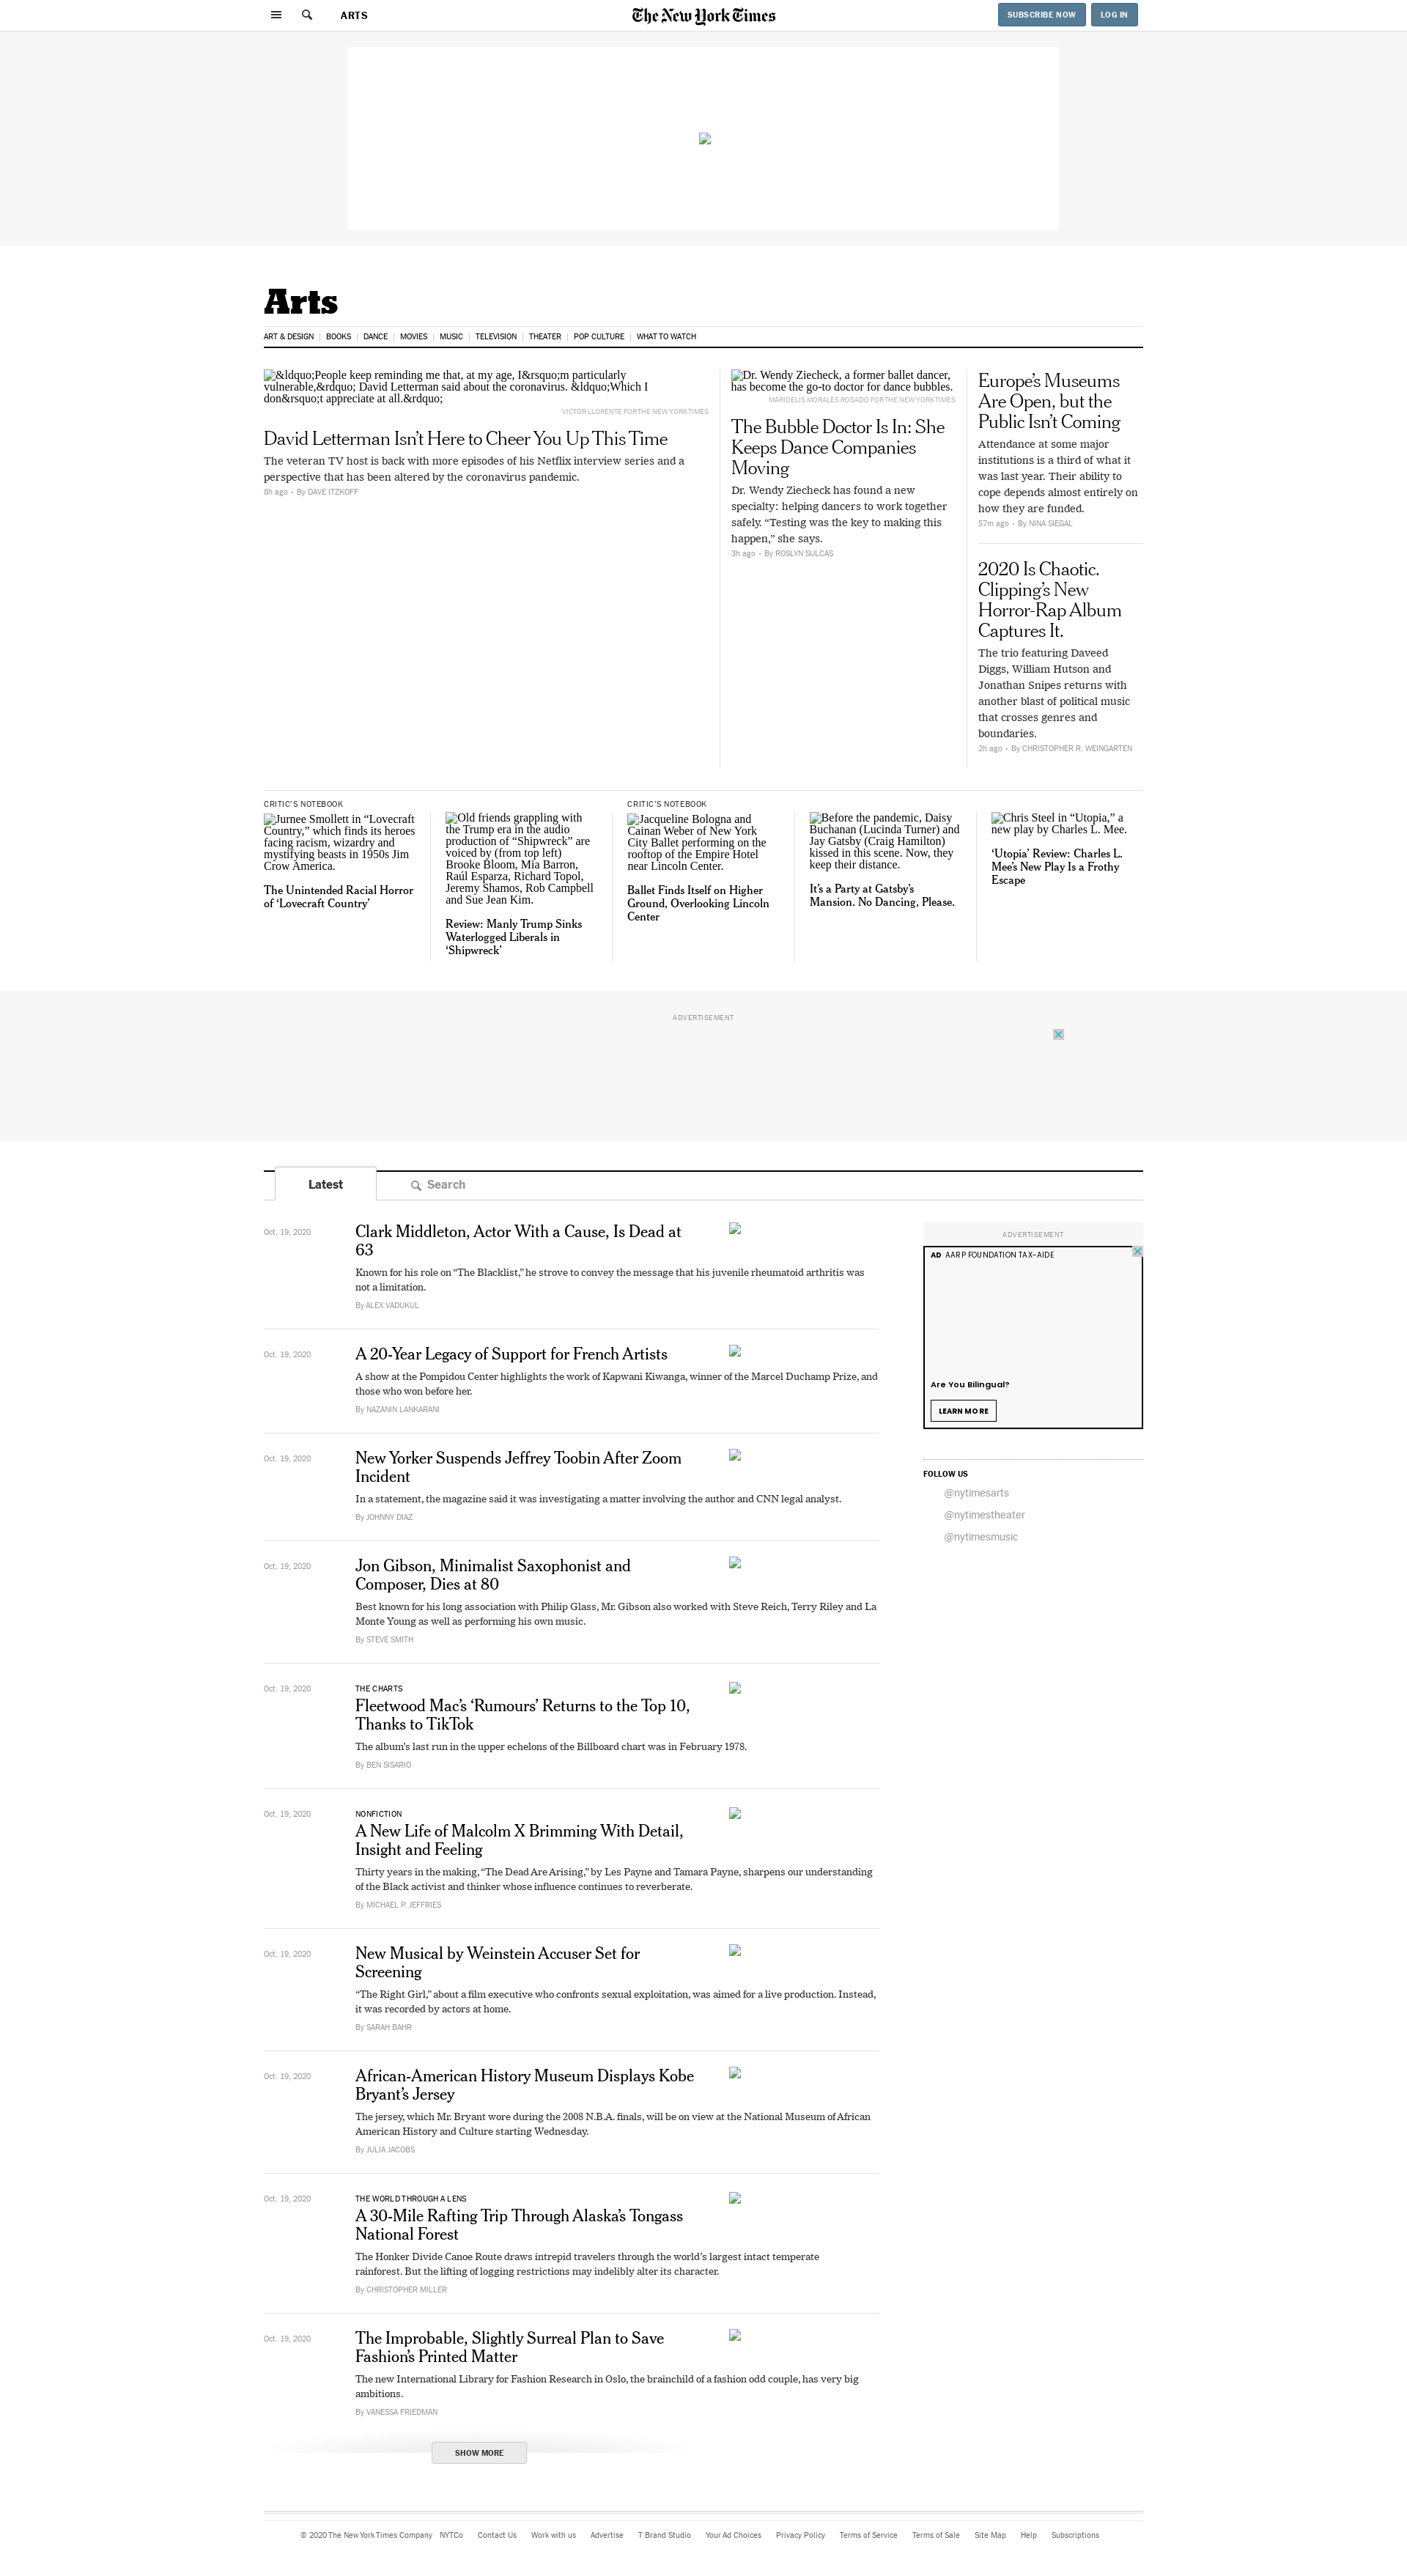 ARTS
The New York Times
SUBSCRIBE NOW
LOG IN
Arts
ART & DESIGN
BOOKS
DANCE
MOVIES
MUSIC
TELEVISION
THEATER
POP CULTURE
WHAT TO WATCH
&ldquo;People keep reminding me that, at my age, I&rsquo;m particularly
vulnerable,&rdquo; David Letterman said about the coronavirus. &ldquo;Which I
don&rsquo;t appreciate at all.&rdquo;
VICTOR LLORENTE FOR THE NEW YORK TIMES
David Letterman Isn’t Here to Cheer You Up This Time
The veteran TV host is back with more episodes of his Netflix interview series and a
perspective that has been altered by the coronavirus pandemic.
8h ago • By DAVE ITZKOFF
Dr. Wendy Ziecheck, a former ballet dancer,
has become the go-to doctor for dance bubbles.
MARIDELIS MORALES ROSADO FOR THE NEW YORK TIMES
The Bubble Doctor Is In: She
Keeps Dance Companies
Moving
Dr. Wendy Ziecheck has found a new
specialty: helping dancers to work together
safely. “Testing was the key to making this
happen,” she says.
3h ago • By ROSLYN SULCAS
Europe’s Museums
Are Open, but the
Public Isn’t Coming
Attendance at some major
institutions is a third of what it
was last year. Their ability to
cope depends almost entirely on
how they are funded.
57m ago • By NINA SIEGAL
2020 Is Chaotic.
Clipping’s New
Horror-Rap Album
Captures It.
The trio featuring Daveed
Diggs, William Hutson and
Jonathan Snipes returns with
another blast of political music
that crosses genres and
boundaries.
2h ago • By CHRISTOPHER R. WEINGARTEN
CRITIC’S NOTEBOOK
Jurnee Smollett in “Lovecraft
Country,” which finds its heroes
facing racism, wizardry and
mystifying beasts in 1950s Jim
Crow America.
The Unintended Racial Horror
of ‘Lovecraft Country’
Old friends grappling with
the Trump era in the audio
production of “Shipwreck” are
voiced by (from top left)
Brooke Bloom, Mia Barron,
Raúl Esparza, Richard Topol,
Jeremy Shamos, Rob Campbell
and Sue Jean Kim.
Review: Manly Trump Sinks
Waterlogged Liberals in
‘Shipwreck’
CRITIC’S NOTEBOOK
Jacqueline Bologna and
Cainan Weber of New York
City Ballet performing on the
rooftop of the Empire Hotel
near Lincoln Center.
Ballet Finds Itself on Higher
Ground, Overlooking Lincoln
Center
Before the pandemic, Daisy
Buchanan (Lucinda Turner) and
Jay Gatsby (Craig Hamilton)
kissed in this scene. Now, they
keep their distance.
It’s a Party at Gatsby’s
Mansion. No Dancing, Please.
Chris Steel in “Utopia,” a
new play by Charles L. Mee.
‘Utopia’ Review: Charles L.
Mee’s New Play Is a Frothy
Escape
ADVERTISEMENT
Latest
Search
Oct. 19, 2020
Clark Middleton, Actor With a Cause, Is Dead at
63
Known for his role on “The Blacklist,” he strove to convey the message that his juvenile rheumatoid arthritis was
not a limitation.
By ALEX VADUKUL
Oct. 19, 2020
A 20-Year Legacy of Support for French Artists
A show at the Pompidou Center highlights the work of Kapwani Kiwanga, winner of the Marcel Duchamp Prize, and
those who won before her.
By NAZANIN LANKARANI
Oct. 19, 2020
New Yorker Suspends Jeffrey Toobin After Zoom
Incident
In a statement, the magazine said it was investigating a matter involving the author and CNN legal analyst.
By JOHNNY DIAZ
Oct. 19, 2020
Jon Gibson, Minimalist Saxophonist and
Composer, Dies at 80
Best known for his long association with Philip Glass, Mr. Gibson also worked with Steve Reich, Terry Riley and La
Monte Young as well as performing his own music.
By STEVE SMITH
Oct. 19, 2020
THE CHARTS
Fleetwood Mac’s ‘Rumours’ Returns to the Top 10,
Thanks to TikTok
The album’s last run in the upper echelons of the Billboard chart was in February 1978.
By BEN SISARIO
Oct. 19, 2020
NONFICTION
A New Life of Malcolm X Brimming With Detail,
Insight and Feeling
Thirty years in the making, “The Dead Are Arising,” by Les Payne and Tamara Payne, sharpens our understanding
of the Black activist and thinker whose influence continues to reverberate.
By MICHAEL P. JEFFRIES
Oct. 19, 2020
New Musical by Weinstein Accuser Set for
Screening
“The Right Girl,” about a film executive who confronts sexual exploitation, was aimed for a live production. Instead,
it was recorded by actors at home.
By SARAH BAHR
Oct. 19, 2020
African-American History Museum Displays Kobe
Bryant’s Jersey
The jersey, which Mr. Bryant wore during the 2008 N.B.A. finals, will be on view at the National Museum of African
American History and Culture starting Wednesday.
By JULIA JACOBS
Oct. 19, 2020
THE WORLD THROUGH A LENS
A 30-Mile Rafting Trip Through Alaska’s Tongass
National Forest
The Honker Divide Canoe Route draws intrepid travelers through the world’s largest intact temperate
rainforest. But the lifting of logging restrictions may indelibly alter its character.
By CHRISTOPHER MILLER
Oct. 19, 2020
The Improbable, Slightly Surreal Plan to Save
Fashion’s Printed Matter
The new International Library for Fashion Research in Oslo, the brainchild of a fashion odd couple, has very big
ambitions.
By VANESSA FRIEDMAN
SHOW MORE
ADVERTISEMENT
AD AARP FOUNDATION TAX-AIDE
Are You Bilingual?
LEARN MORE
FOLLOW US
@nytimesarts
@nytimestheater
@nytimesmusic
© 2020 The New York Times Company
NYTCo
Contact Us
Work with us
Advertise
T Brand Studio
Your Ad Choices
Privacy Policy
Terms of Service
Terms of Sale
Site Map
Help
Subscriptions